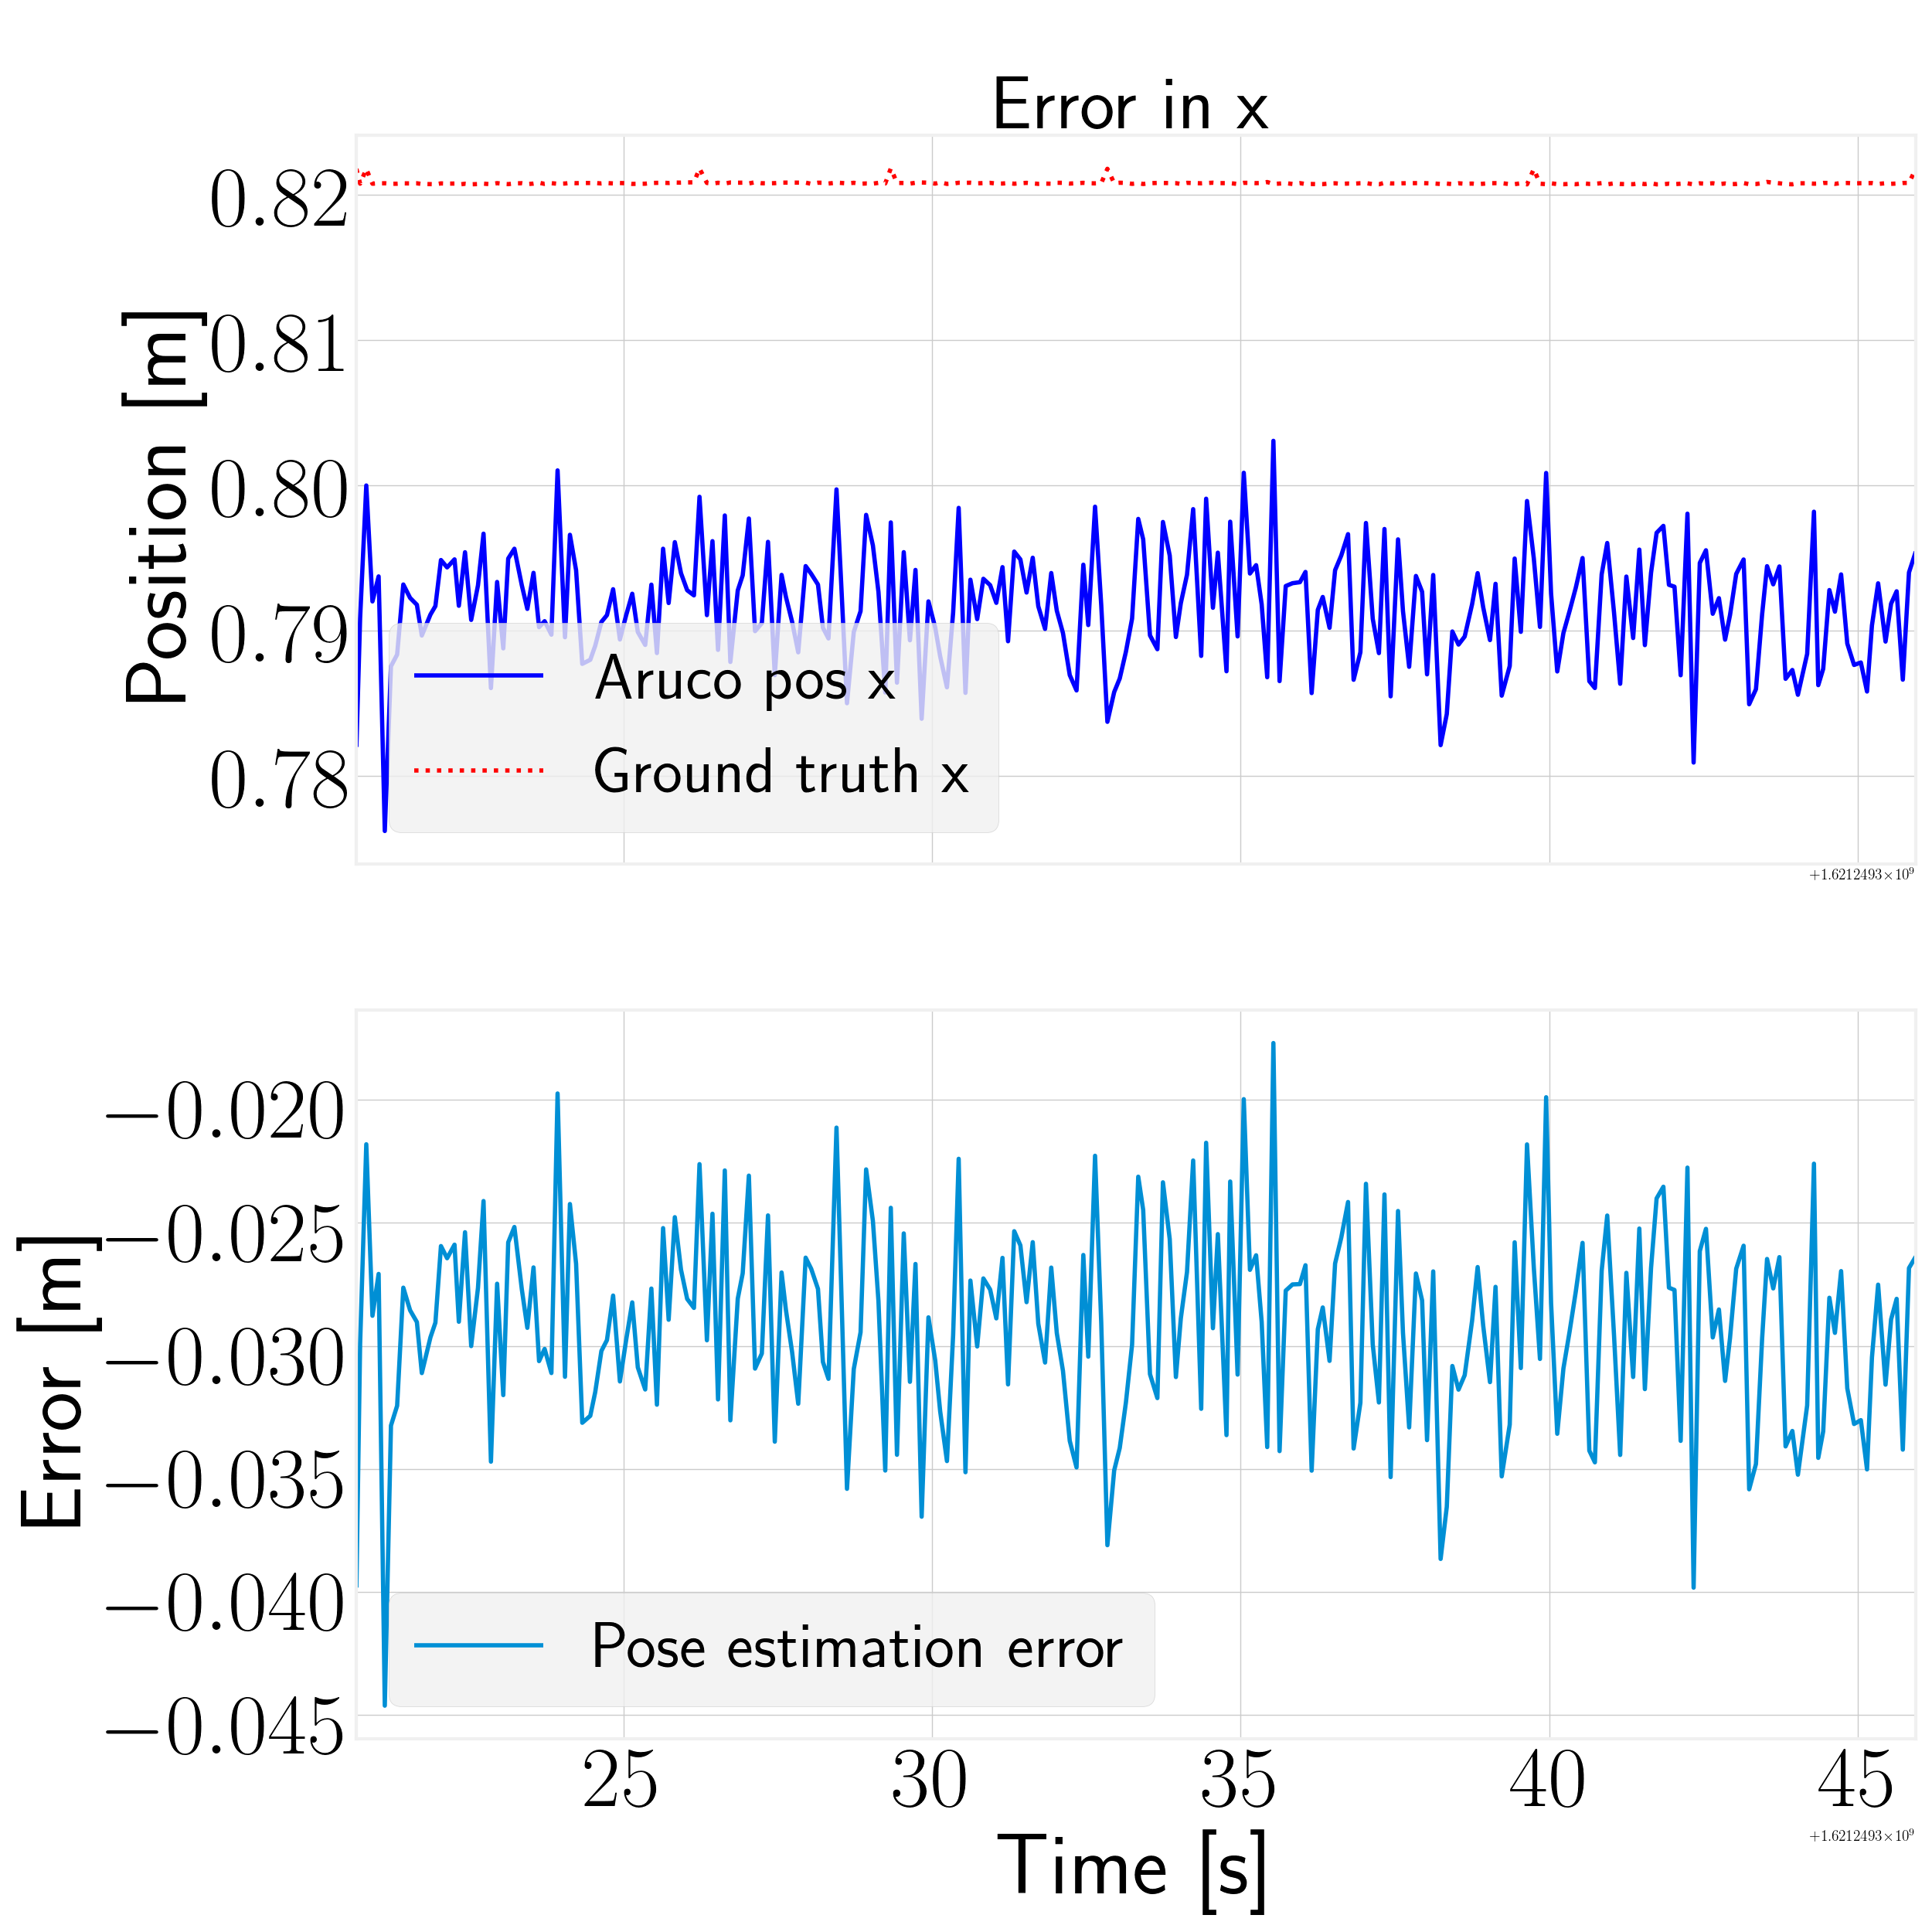 Error in x
Position [m]
0.82
0.81
0.80
0.79
0.78
Aruco pos x
Ground truth x
+1.6212493×10⁹
Error [m]
−0.020
−0.025
−0.030
−0.035
−0.040
−0.045
Pose estimation error
25 30 35 40 45
+1.6212493×10⁹
Time [s]